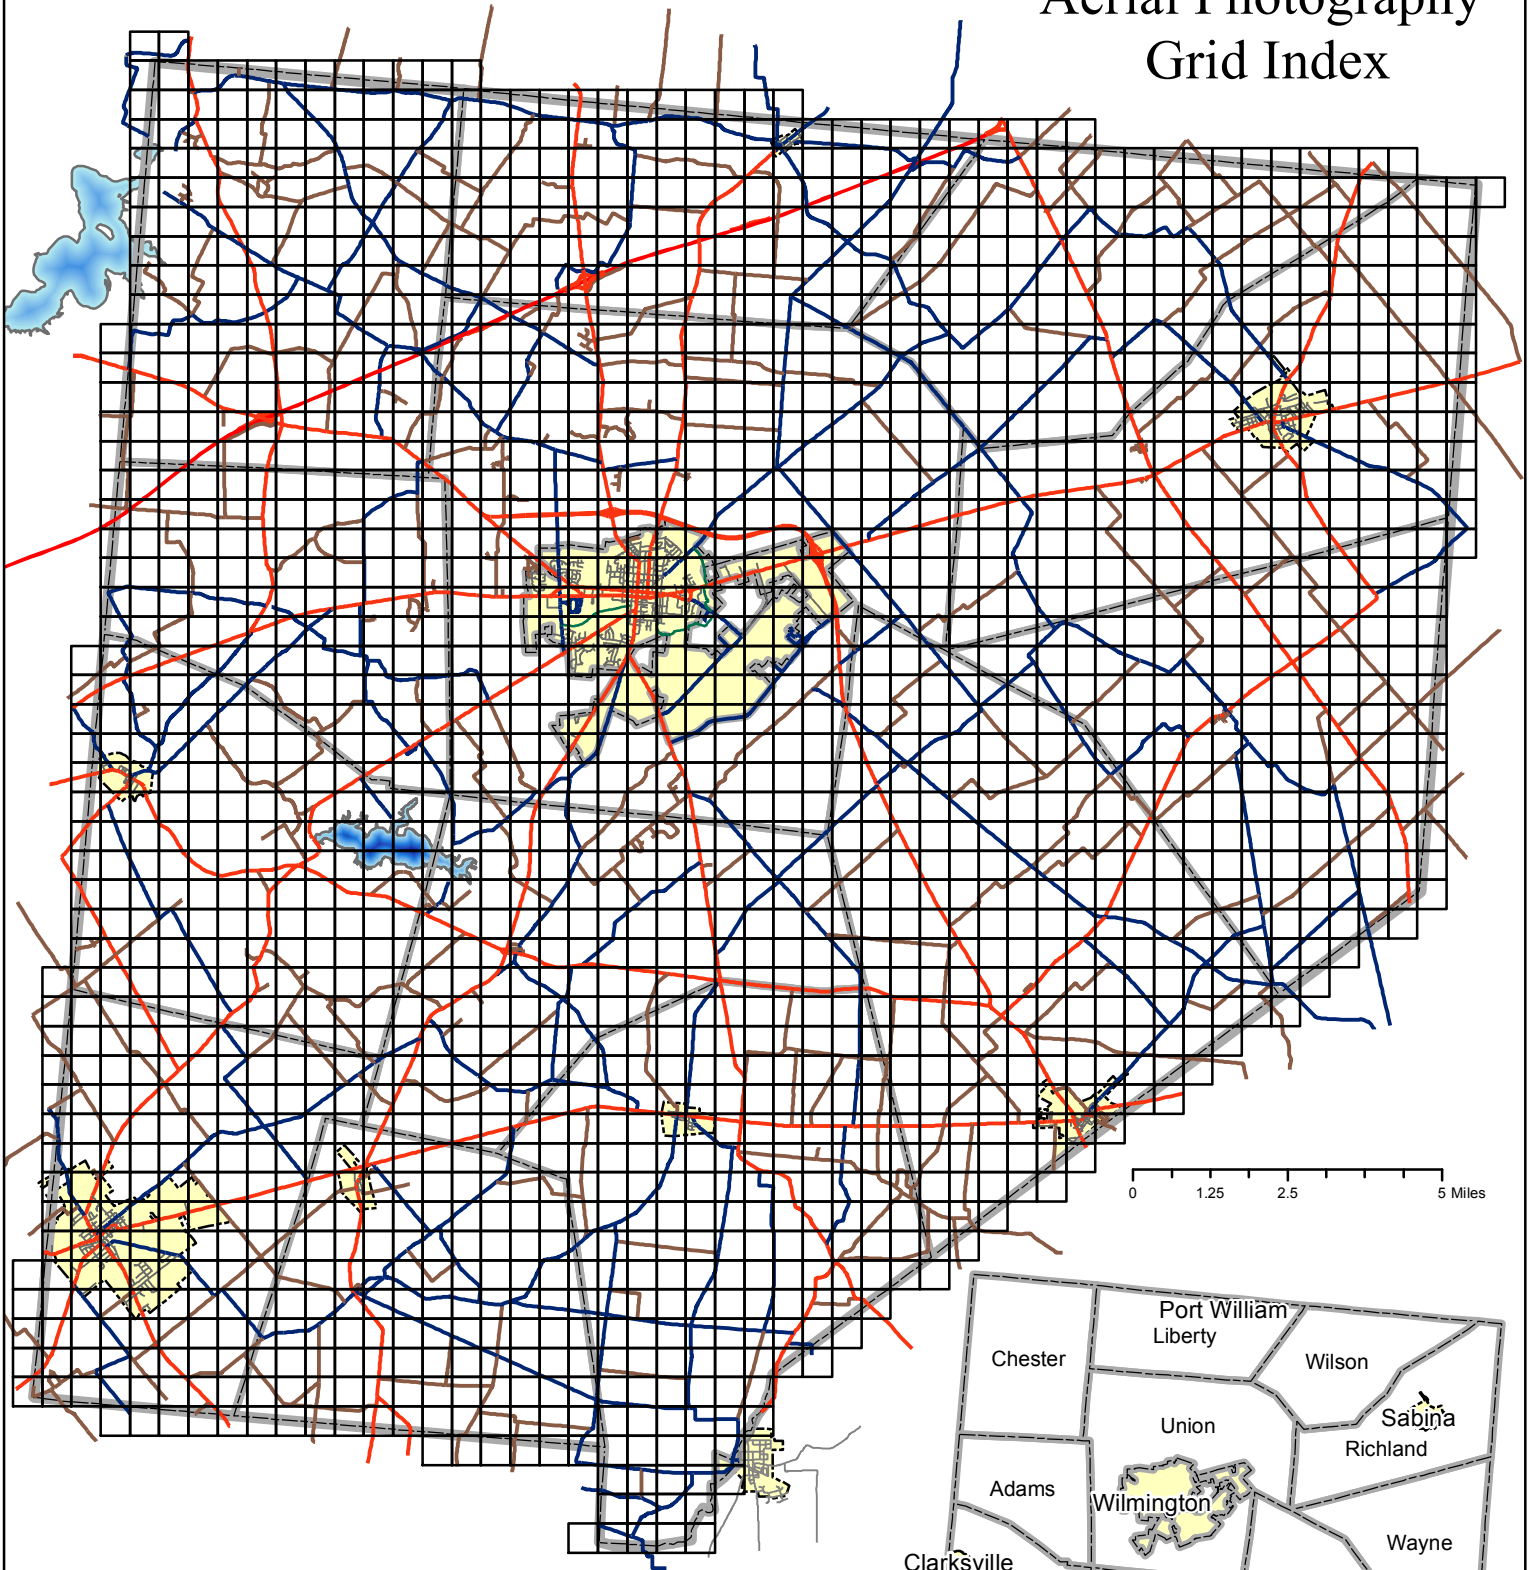 Aerial Photography
Grid Index
0 1.25 2.5 5 Miles
Port William
Liberty
Chester
Wilson
Sabina
Union
Richland
Adams
Wilmington
Wayne
Clarksville